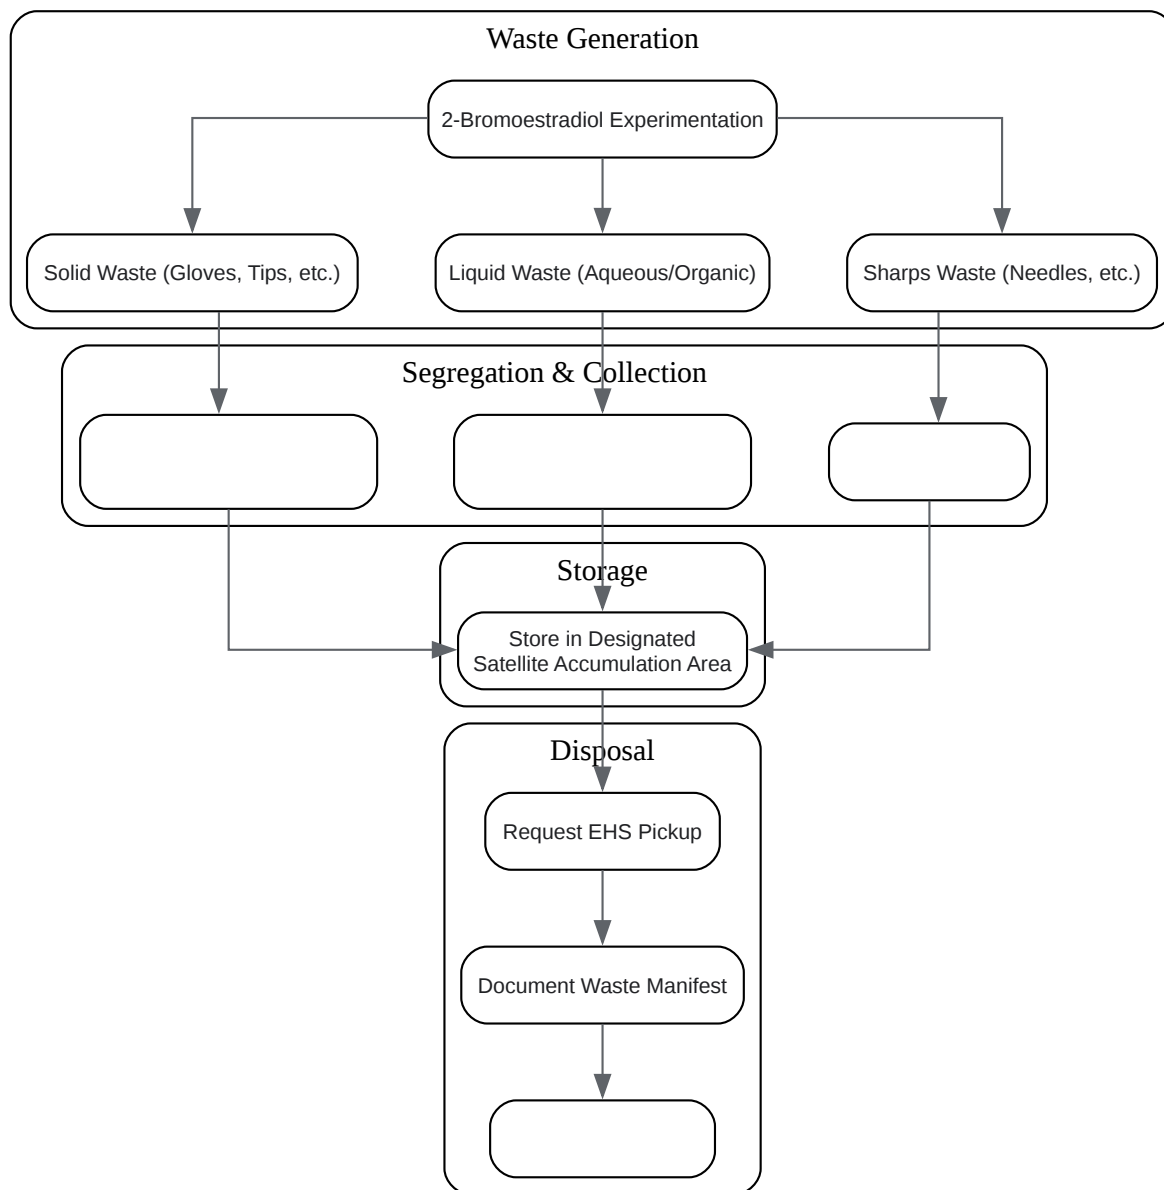 Waste Generation
2-Bromoestradiol Experimentation
Solid Waste (Gloves, Tips, etc.)
Liquid Waste (Aqueous/Organic)
Sharps Waste (Needles, etc.)
Segregation & Collection
Storage
Store in Designated
Satellite Accumulation Area
Disposal
Request EHS Pickup
Document Waste Manifest